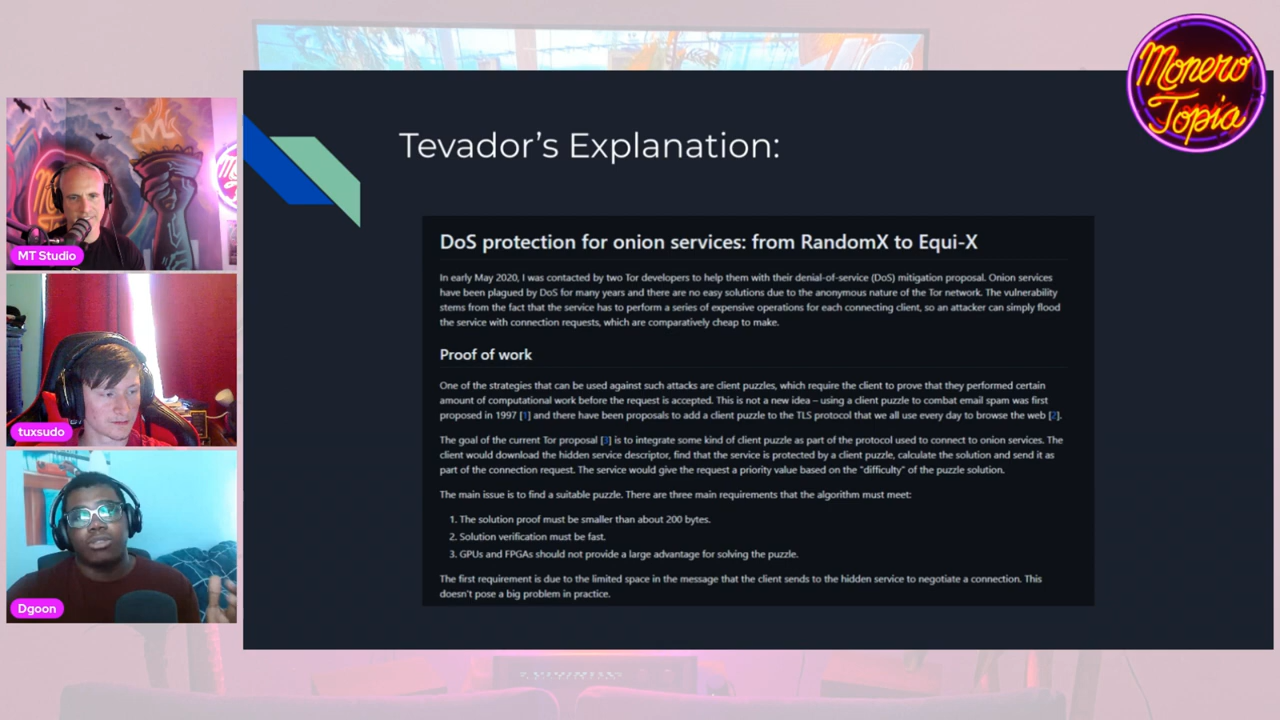 Monero
Topia
MT Studio
tuxsudo
Dgoon
Tevador’s Explanation:
DoS protection for onion services: from RandomX to Equi-X
In early May 2020, I was contacted by two Tor developers to help them with their denial-of-service (DoS) mitigation proposal. Onion services
have been plagued by DoS for many years and there are no easy solutions due to the anonymous nature of the Tor network. The vulnerability
stems from the fact that the service has to perform a series of expensive operations for each connecting client, so an attacker can simply flood
the service with connection requests, which are comparatively cheap to make.
Proof of work
One of the strategies that can be used against such attacks are client puzzles, which require the client to prove that they performed certain
amount of computational work before the request is accepted. This is not a new idea – using a client puzzle to combat email spam was first
proposed in 1997 [1] and there have been proposals to add a client puzzle to the TLS protocol that we all use every day to browse the web [2].
The goal of the current Tor proposal [3] is to integrate some kind of client puzzle as part of the protocol used to connect to onion services. The
client would download the hidden service descriptor, find that the service is protected by a client puzzle, calculate the solution and send it as
part of the connection request. The service would give the request a priority value based on the "difficulty" of the puzzle solution.
The main issue is to find a suitable puzzle. There are three main requirements that the algorithm must meet:
1. The solution proof must be smaller than about 200 bytes.
2. Solution verification must be fast.
3. GPUs and FPGAs should not provide a large advantage for solving the puzzle.
The first requirement is due to the limited space in the message that the client sends to the hidden service to negotiate a connection. This
doesn't pose a big problem in practice.